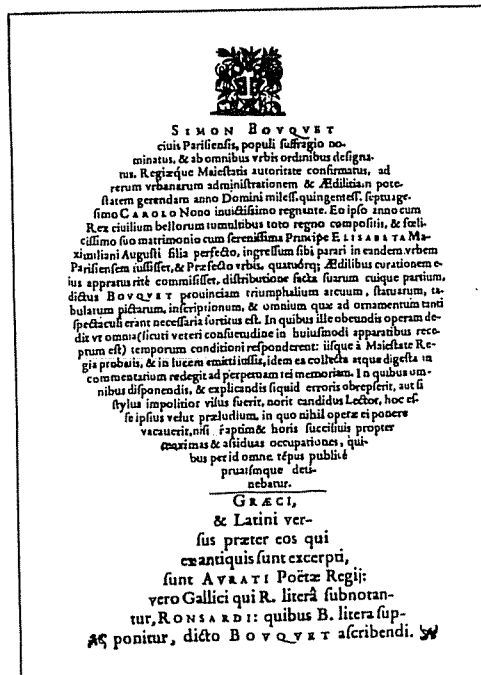 I
SIMON BOVQVET
ciuis Parisiensis, populi suffragio no-
minatus, & ab omnibus vrbis ordinibus designa-
tus, Regiæque Maiestatis autoritate confirmatus, ad
rerum vrbanarum administrationem & Ædilitiam pote-
statem gerendam anno Domini miless. quingentess. septuage-
simo CAROLO Nono inuictissimo regnante. Eo ipso anno cum
Rex ciuilium bellorum tumultibus toto regno compositis, & fœli-
cissimo suo matrimonio cum serenissima Principe ELISABETA Ma-
ximiliani Augusti filia perfecto, ingressum sibi parari in eandem vrbem
Parisiensem iussisset, & Præfecto vrbis, quatuorq; Ædilibus curationem e-
ius apparatus ritè commisisset, distributione facta suarum cuique partium,
dictus BOVQVET prouinciam triumphalium arcuum, statuarum, ta-
bularum pictarum, inscriptionum, & omnium quæ ad ornamentum tanti
spectaculi erant necessaria sortitus est. In quibus ille obeundis operam de-
dit vt omnia (sicuti veteri consuetudine in huiusmodi apparatibus rece-
ptum est) temporum conditioni responderent: iisque à Maiestate Re-
gia probatis, & in lucem emitti iussis, idem ea collecta atque digesta in
commentarium redegit ad perpetuam rei memoriam. In quibus om-
nibus disponendis, & explicandis siquid erroris obrepserit, aut si
stylus impolitior visus fuerit, norit candidus Lector, hoc es-
se ipsius velut præludium, in quo nihil operæ ei ponere
vacauerit, nisi raptim & horis succisiuis propter
maximas & assiduas occupationes, qui-
bus per id omne tẽpus publicè
priuatimque deti-
nebatur.
GRÆCI,
& Latini ver-
sus præter eos qui
ex antiquis sunt excerpti,
sunt AVRATI Poëtæ Regij:
vero Gallici qui R. literâ subnotan-
tur, RONSARDI: quibus B. litera sup-
ponitur, dicto BOVQVET ascribendi.